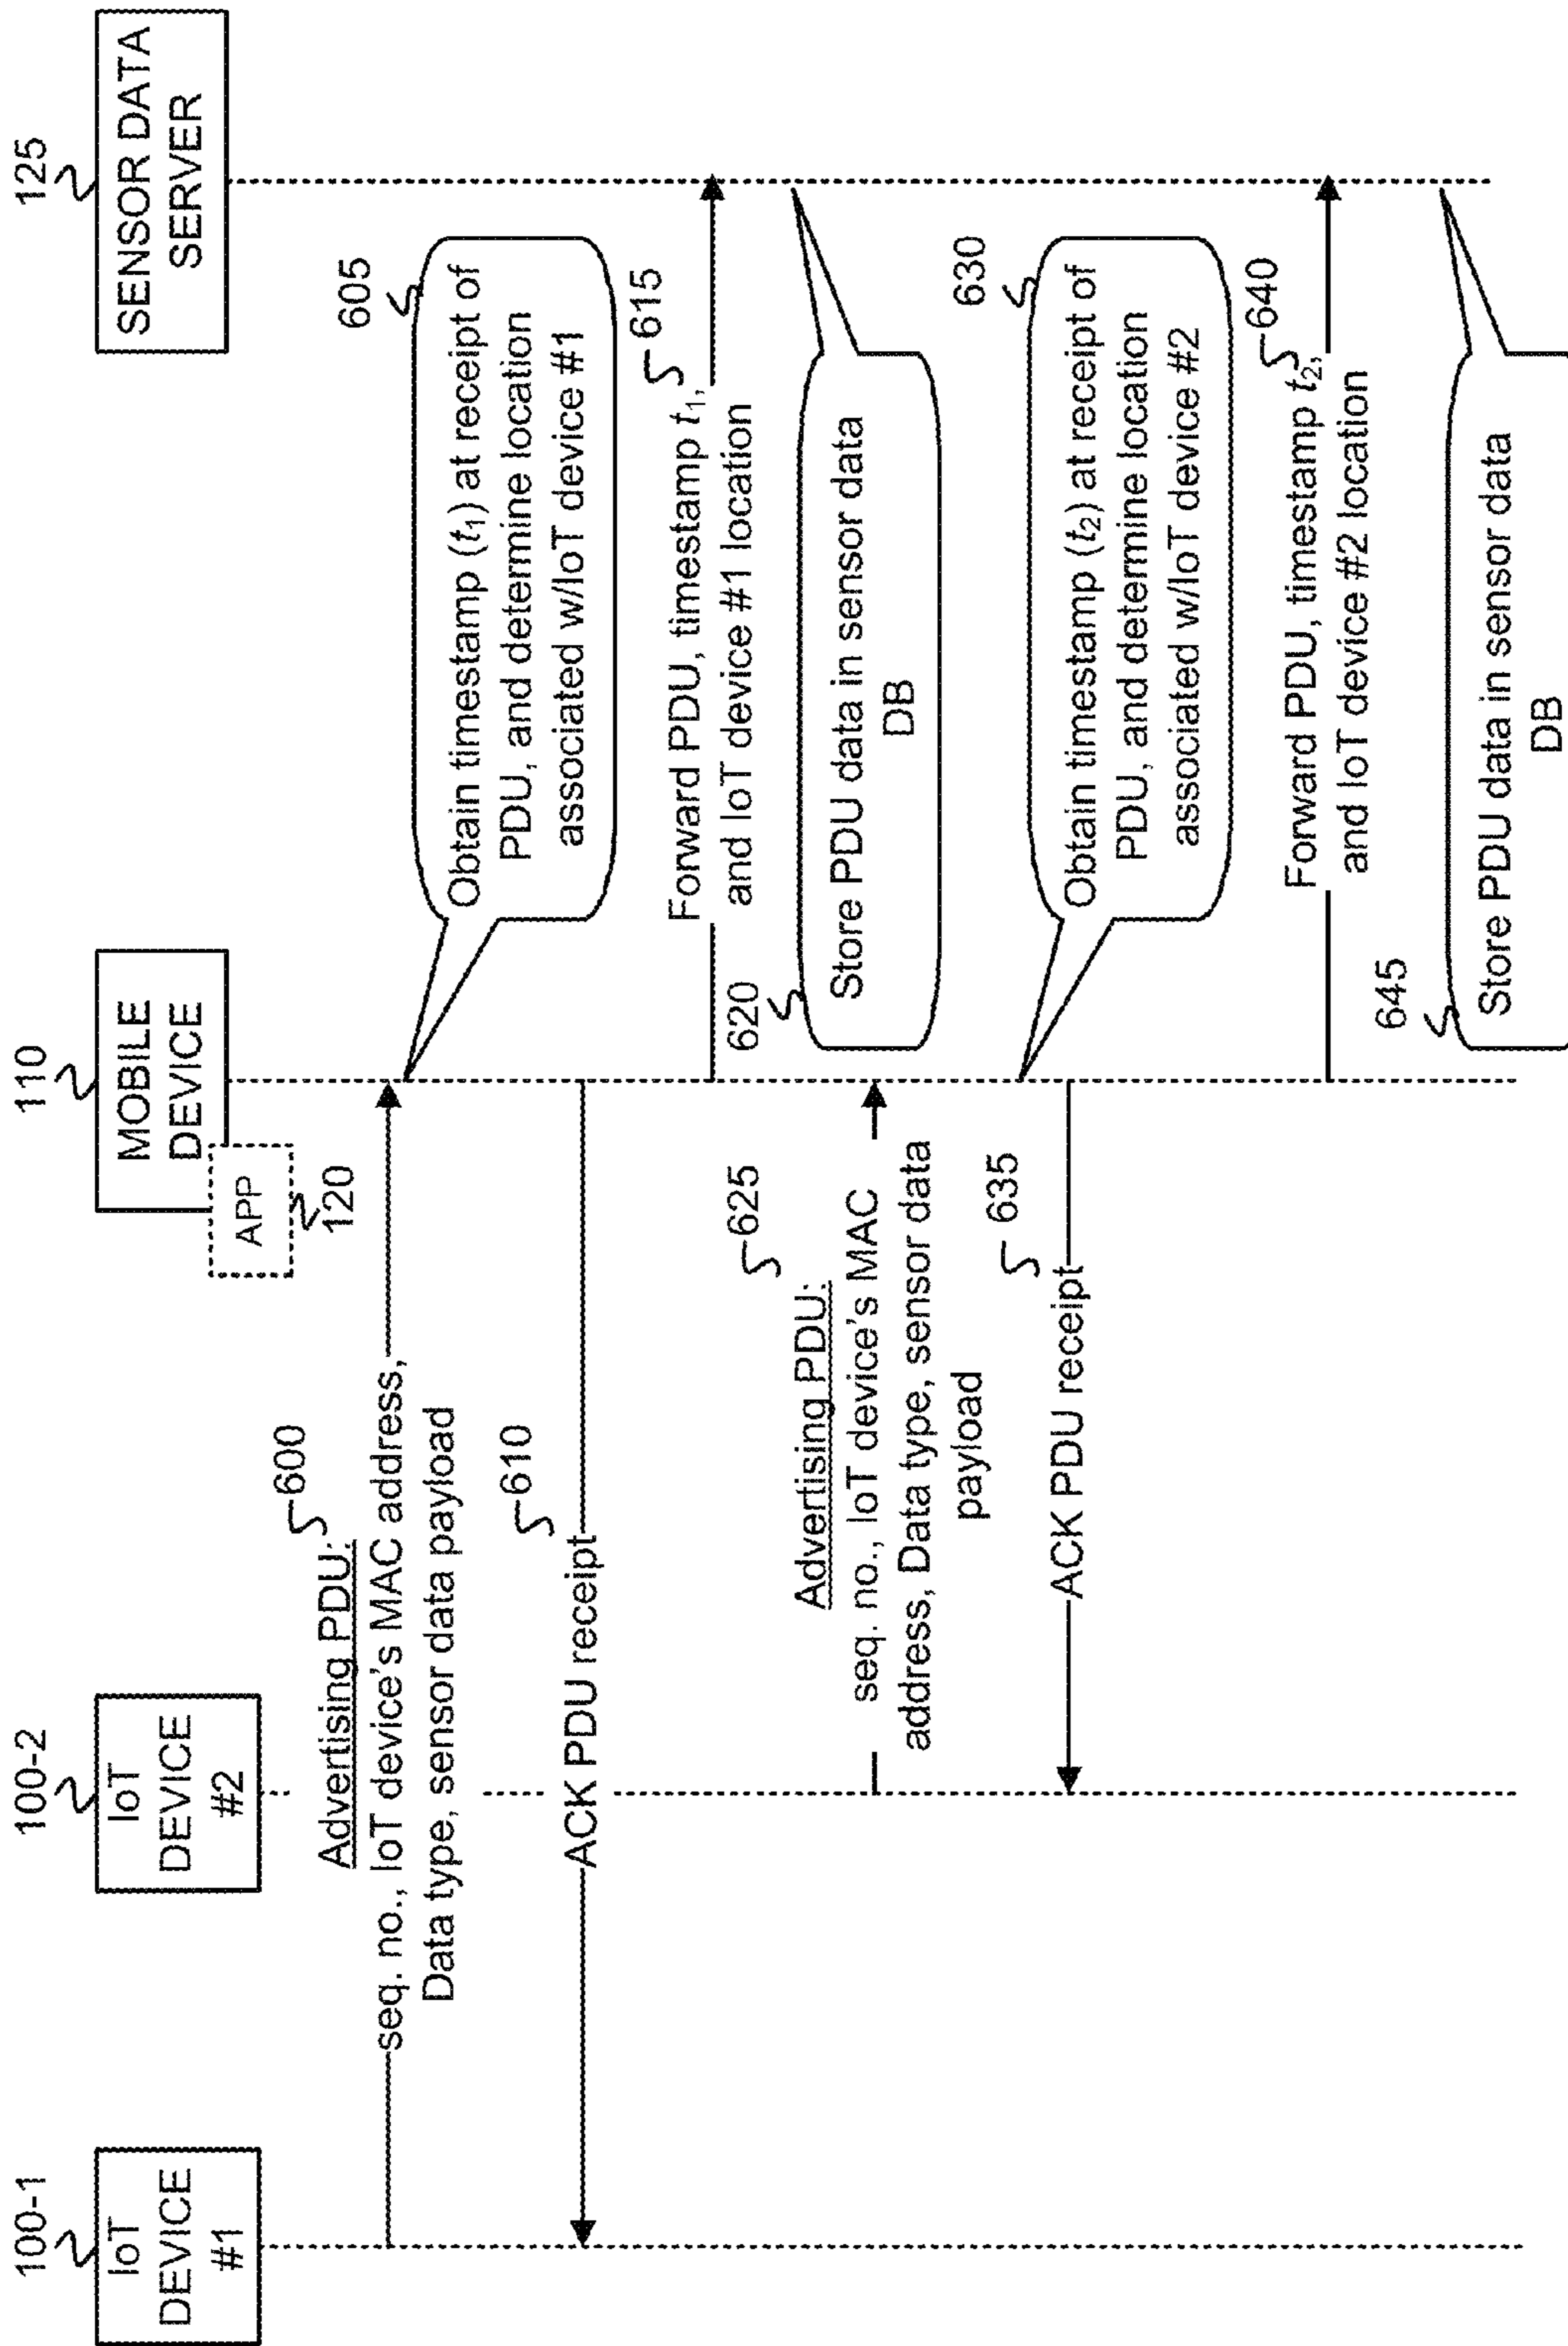 100-1
IoT
DEVICE
#1
100-2
IoT
DEVICE
#2
110
MOBILE
DEVICE
APP
120
125
SENSOR DATA
SERVER
600
Advertising PDU:
seq. no., IoT device's MAC address,
Data type, sensor data payload
605
Obtain timestamp (t₁) at receipt of
PDU, and determine location
associated w/IoT device #1
610
ACK PDU receipt
615
Forward PDU, timestamp t₁,
and IoT device #1 location
620
Store PDU data in sensor data
DB
625
Advertising PDU:
seq. no., IoT device's MAC
address, Data type, sensor data
payload
630
Obtain timestamp (t₂) at receipt of
PDU, and determine location
associated w/IoT device #2
635
ACK PDU receipt
640
Forward PDU, timestamp t₂,
and IoT device #2 location
645
Store PDU data in sensor data
DB